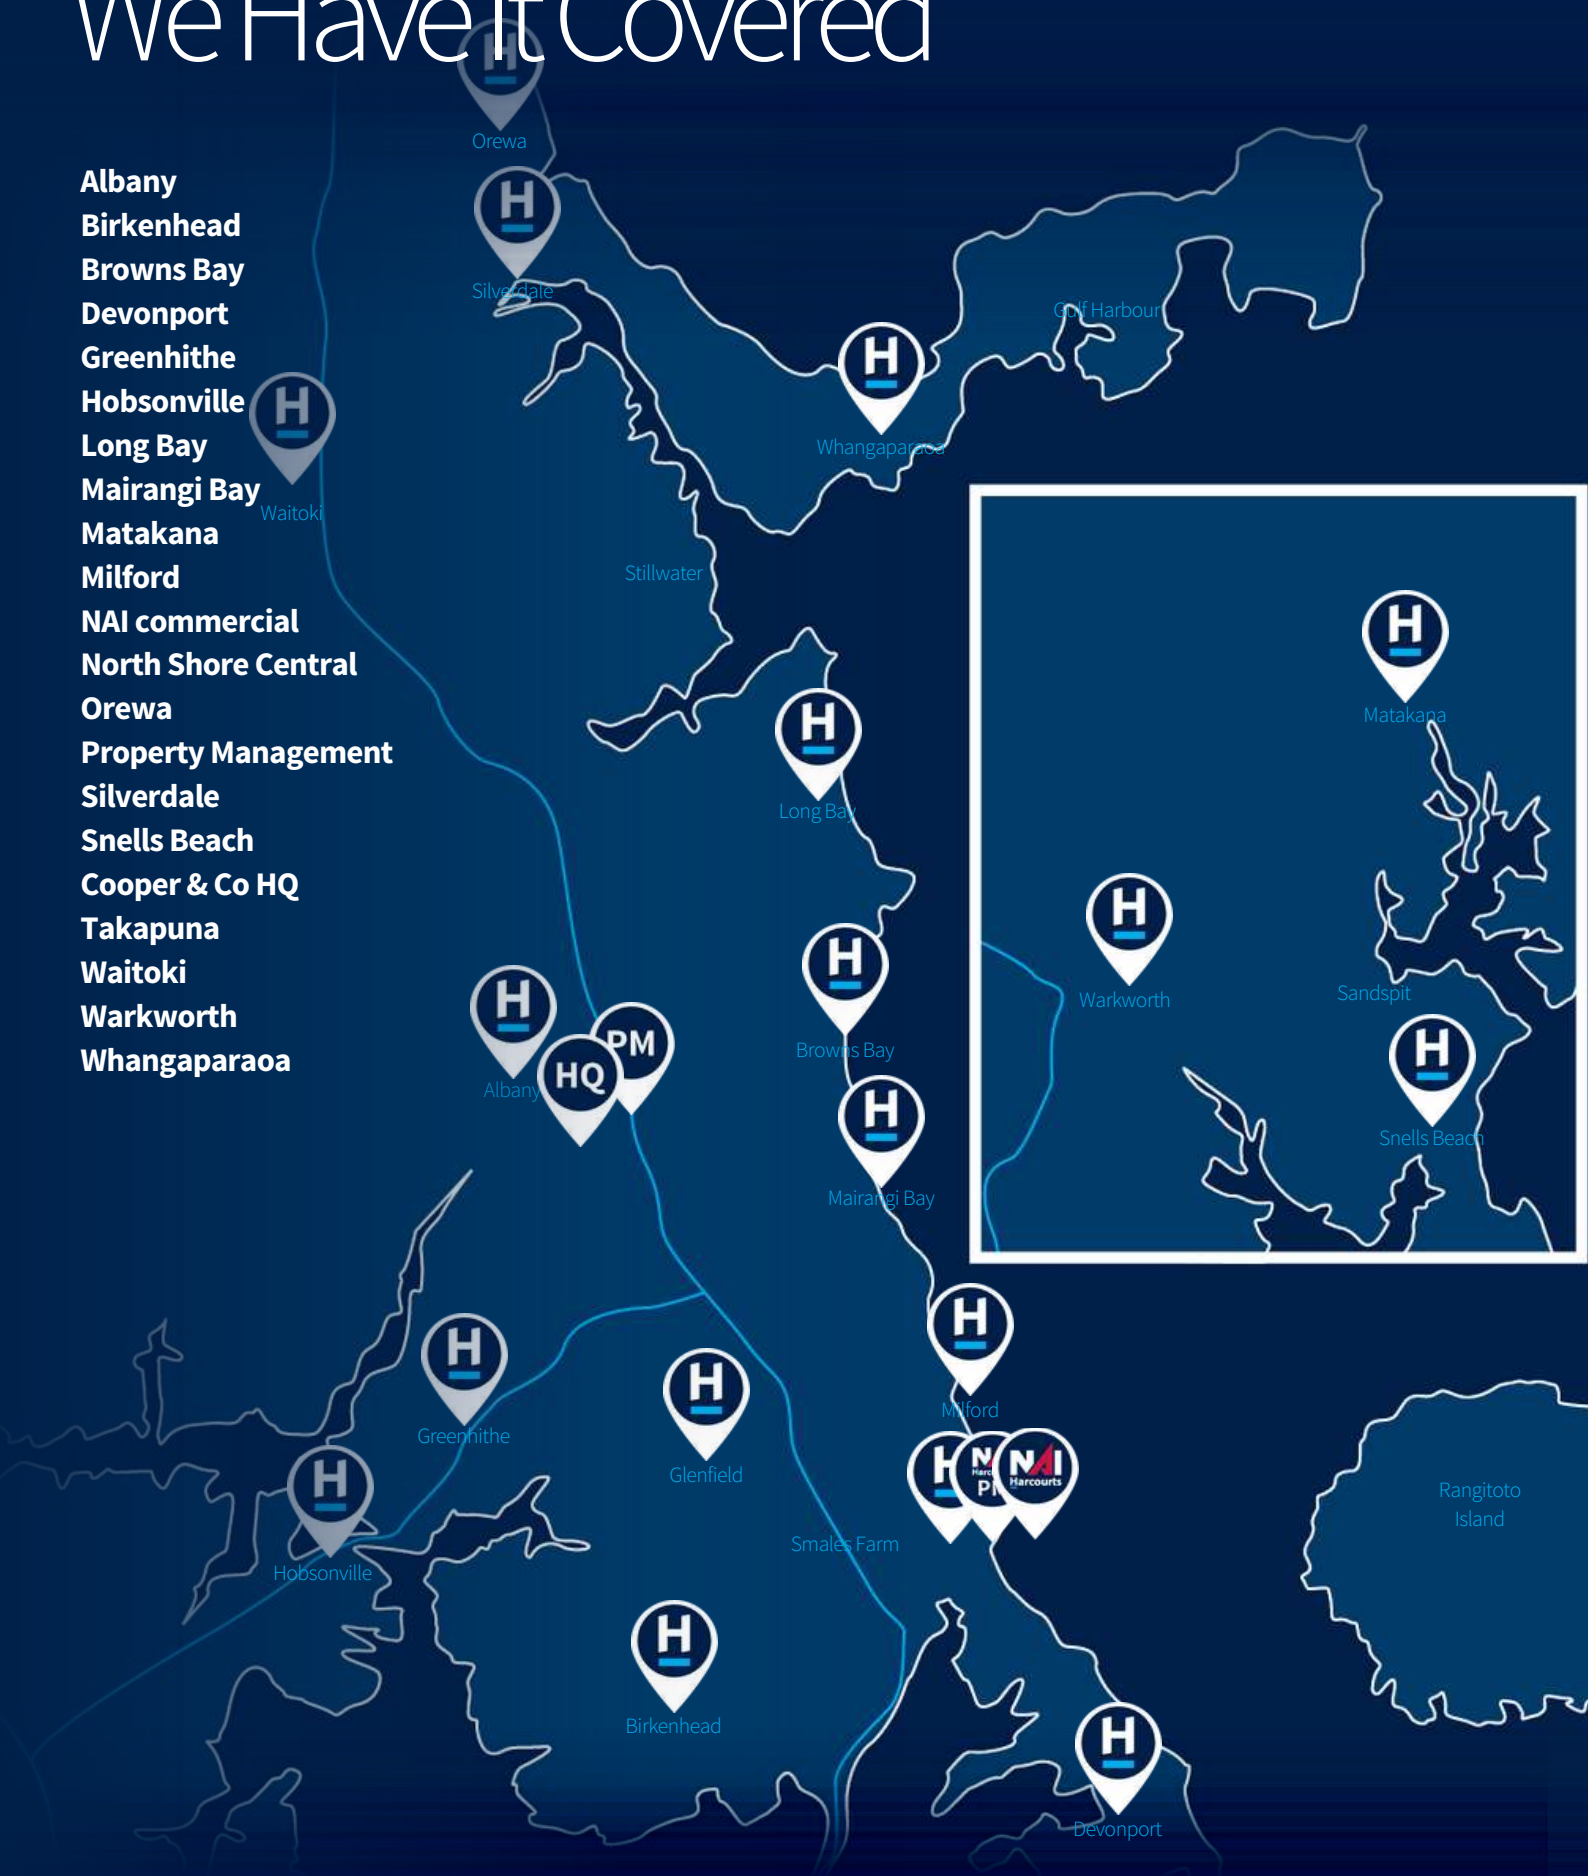 We Have It Covered
Albany
Birkenhead
Browns Bay
Devonport
Greenhithe
Hobsonville
Long Bay
Mairangi Bay
Matakana
Milford
NAI commercial
North Shore Central
Orewa
Property Management
Silverdale
Snells Beach
Cooper & Co HQ
Takapuna
Waitoki
Warkworth
Whangaparaoa
H
Orewa
H
Silverdale
Gulf Harbour
H
Whangaparaoa
H
Waitoki
Stillwater
H
Matakana
H
Long Bay
H
Warkworth
Sandspit
H
Snells Beach
H
Browns Bay
H
Albany
PM
HQ
H
Mairangi Bay
H
Milford
H
Greenhithe
H
Glenfield
H
NAI
Harcourts
Rangitoto
Island
H
Hobsonville
Smales Farm
H
Birkenhead
H
Devonport